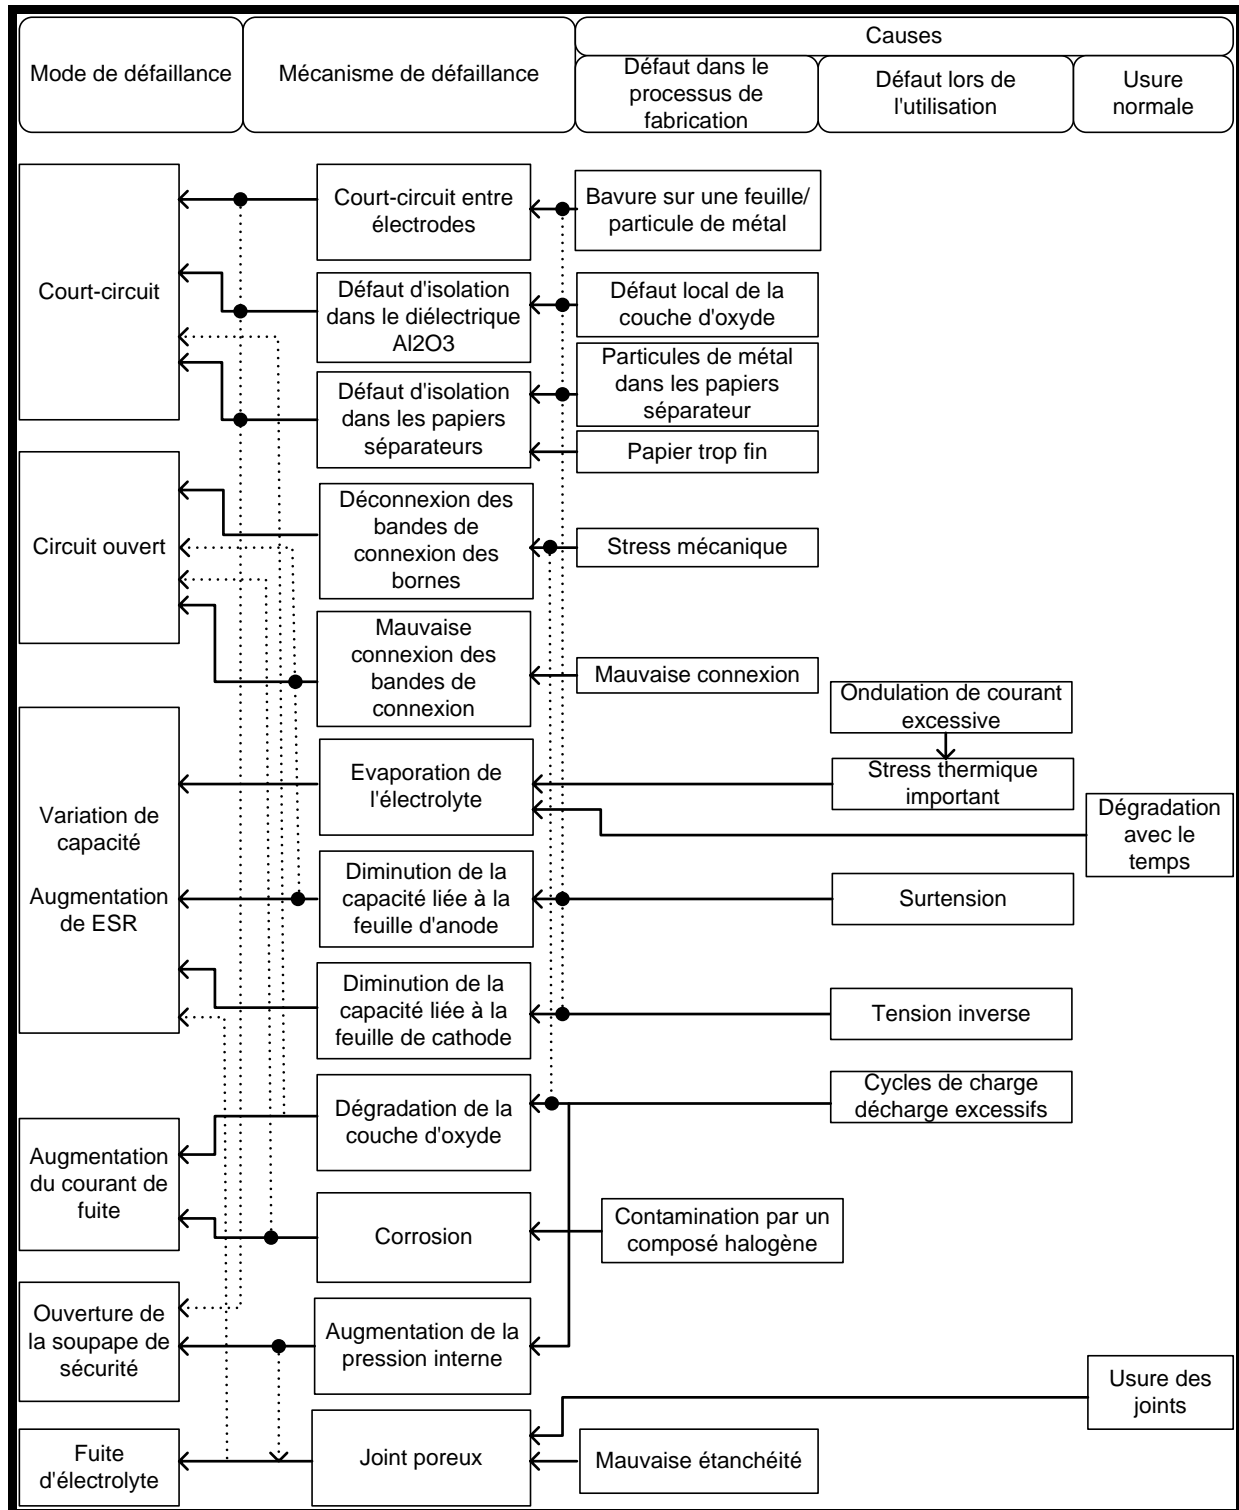 Mode de défaillance
Mécanisme de défaillance
Causes
Défaut dans le
processus de
fabrication
Défaut lors de
l'utilisation
Usure
normale
Court-circuit
Court-circuit entre
électrodes
Bavure sur une feuille/
particule de métal
Défaut d'isolation
dans le diélectrique
Al2O3
Défaut local de la
couche d'oxyde
Défaut d'isolation
dans les papiers
séparateurs
Particules de métal
dans les papiers
séparateur
Papier trop fin
Circuit ouvert
Déconnexion des
bandes de
connexion des
bornes
Stress mécanique
Mauvaise
connexion des
bandes de
connexion
Mauvaise connexion
Ondulation de courant
excessive
Variation de
capacité
Augmentation
de ESR
Evaporation de
l'électrolyte
Stress thermique
important
Dégradation
avec le
temps
Diminution de la
capacité liée à la
feuille d'anode
Surtension
Diminution de la
capacité liée à la
feuille de cathode
Tension inverse
Augmentation
du courant de
fuite
Dégradation de la
couche d'oxyde
Cycles de charge
décharge excessifs
Corrosion
Contamination par un
composé halogène
Ouverture de
la soupape de
sécurité
Augmentation de la
pression interne
Usure des
joints
Fuite
d'électrolyte
Joint poreux
Mauvaise étanchéité